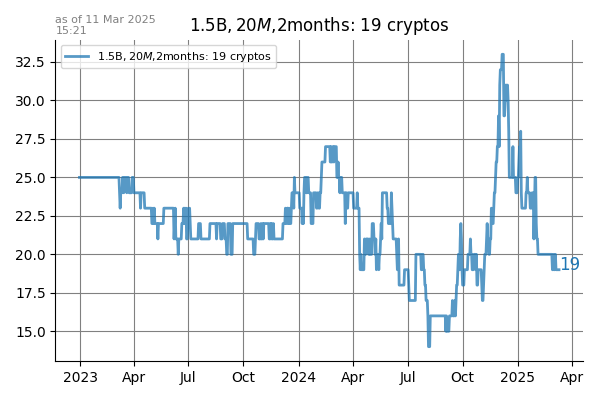 as of 11 Mar 2025
15:21
1.5B, 20M,2months: 19 cryptos
1.5B, 20M,2months: 19 cryptos
32.5
30.0
27.5
25.0
22.5
20.0
17.5
15.0
19
2023 Apr Jul Oct 2024 Apr Jul Oct 2025 Apr